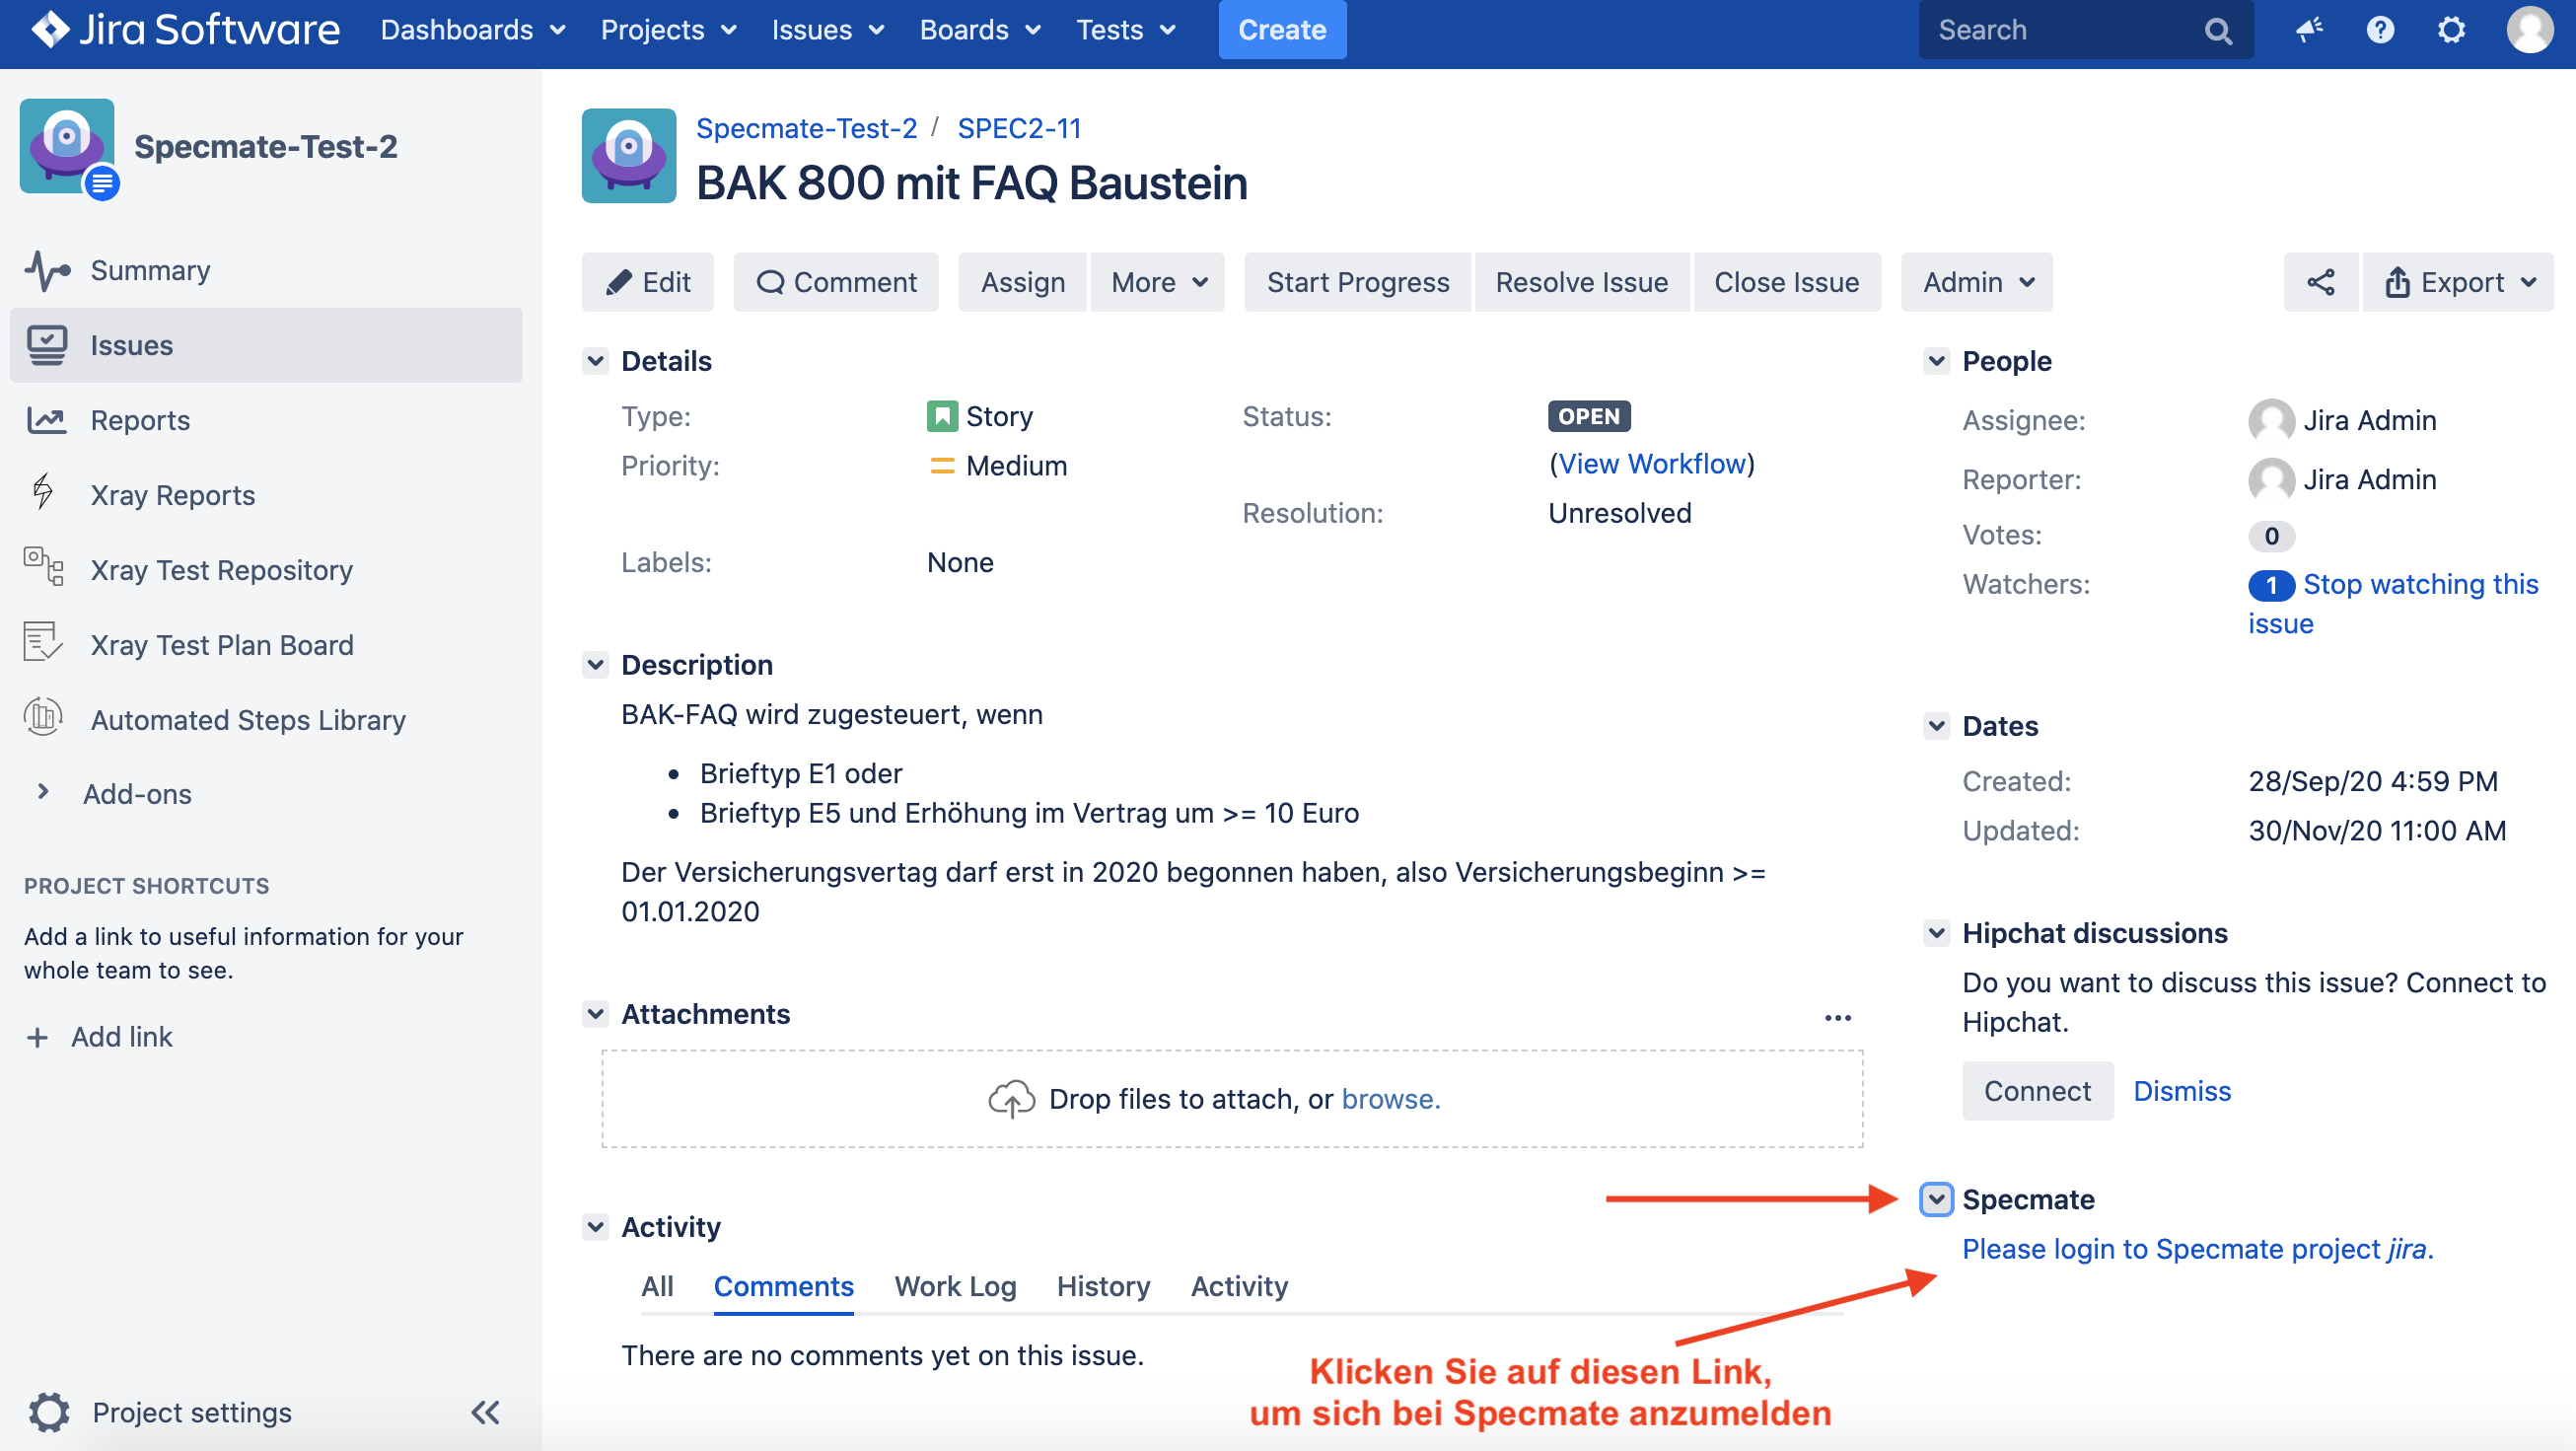 Jira Software Dashboards Projects Issues Boards Tests Create Search
Specmate-Test-2
Summary
Issues
Reports
Xray Reports
Xray Test Repository
Xray Test Plan Board
Automated Steps Library
Add-ons
PROJECT SHORTCUTS
Add a link to useful information for your
whole team to see.
+ Add link
Project settings
Specmate-Test-2 / SPEC2-11
BAK 800 mit FAQ Baustein
Edit Comment Assign More Start Progress Resolve Issue Close Issue Admin Export
Details
Type: Story Status: OPEN
Priority: Medium (View Workflow)
Resolution: Unresolved
Labels: None
Description
BAK-FAQ wird zugesteuert, wenn
• Brieftyp E1 oder
• Brieftyp E5 und Erhöhung im Vertrag um >= 10 Euro
Der Versicherungsvertag darf erst in 2020 begonnen haben, also Versicherungsbeginn >=
01.01.2020
Attachments
Drop files to attach, or browse.
Activity
All Comments Work Log History Activity
There are no comments yet on this issue.
People
Assignee: Jira Admin
Reporter: Jira Admin
Votes: 0
Watchers: 1 Stop watching this
issue
Dates
Created: 28/Sep/20 4:59 PM
Updated: 30/Nov/20 11:00 AM
Hipchat discussions
Do you want to discuss this issue? Connect to
Hipchat.
Connect Dismiss
Specmate
Please login to Specmate project jira.
Klicken Sie auf diesen Link,
um sich bei Specmate anzumelden